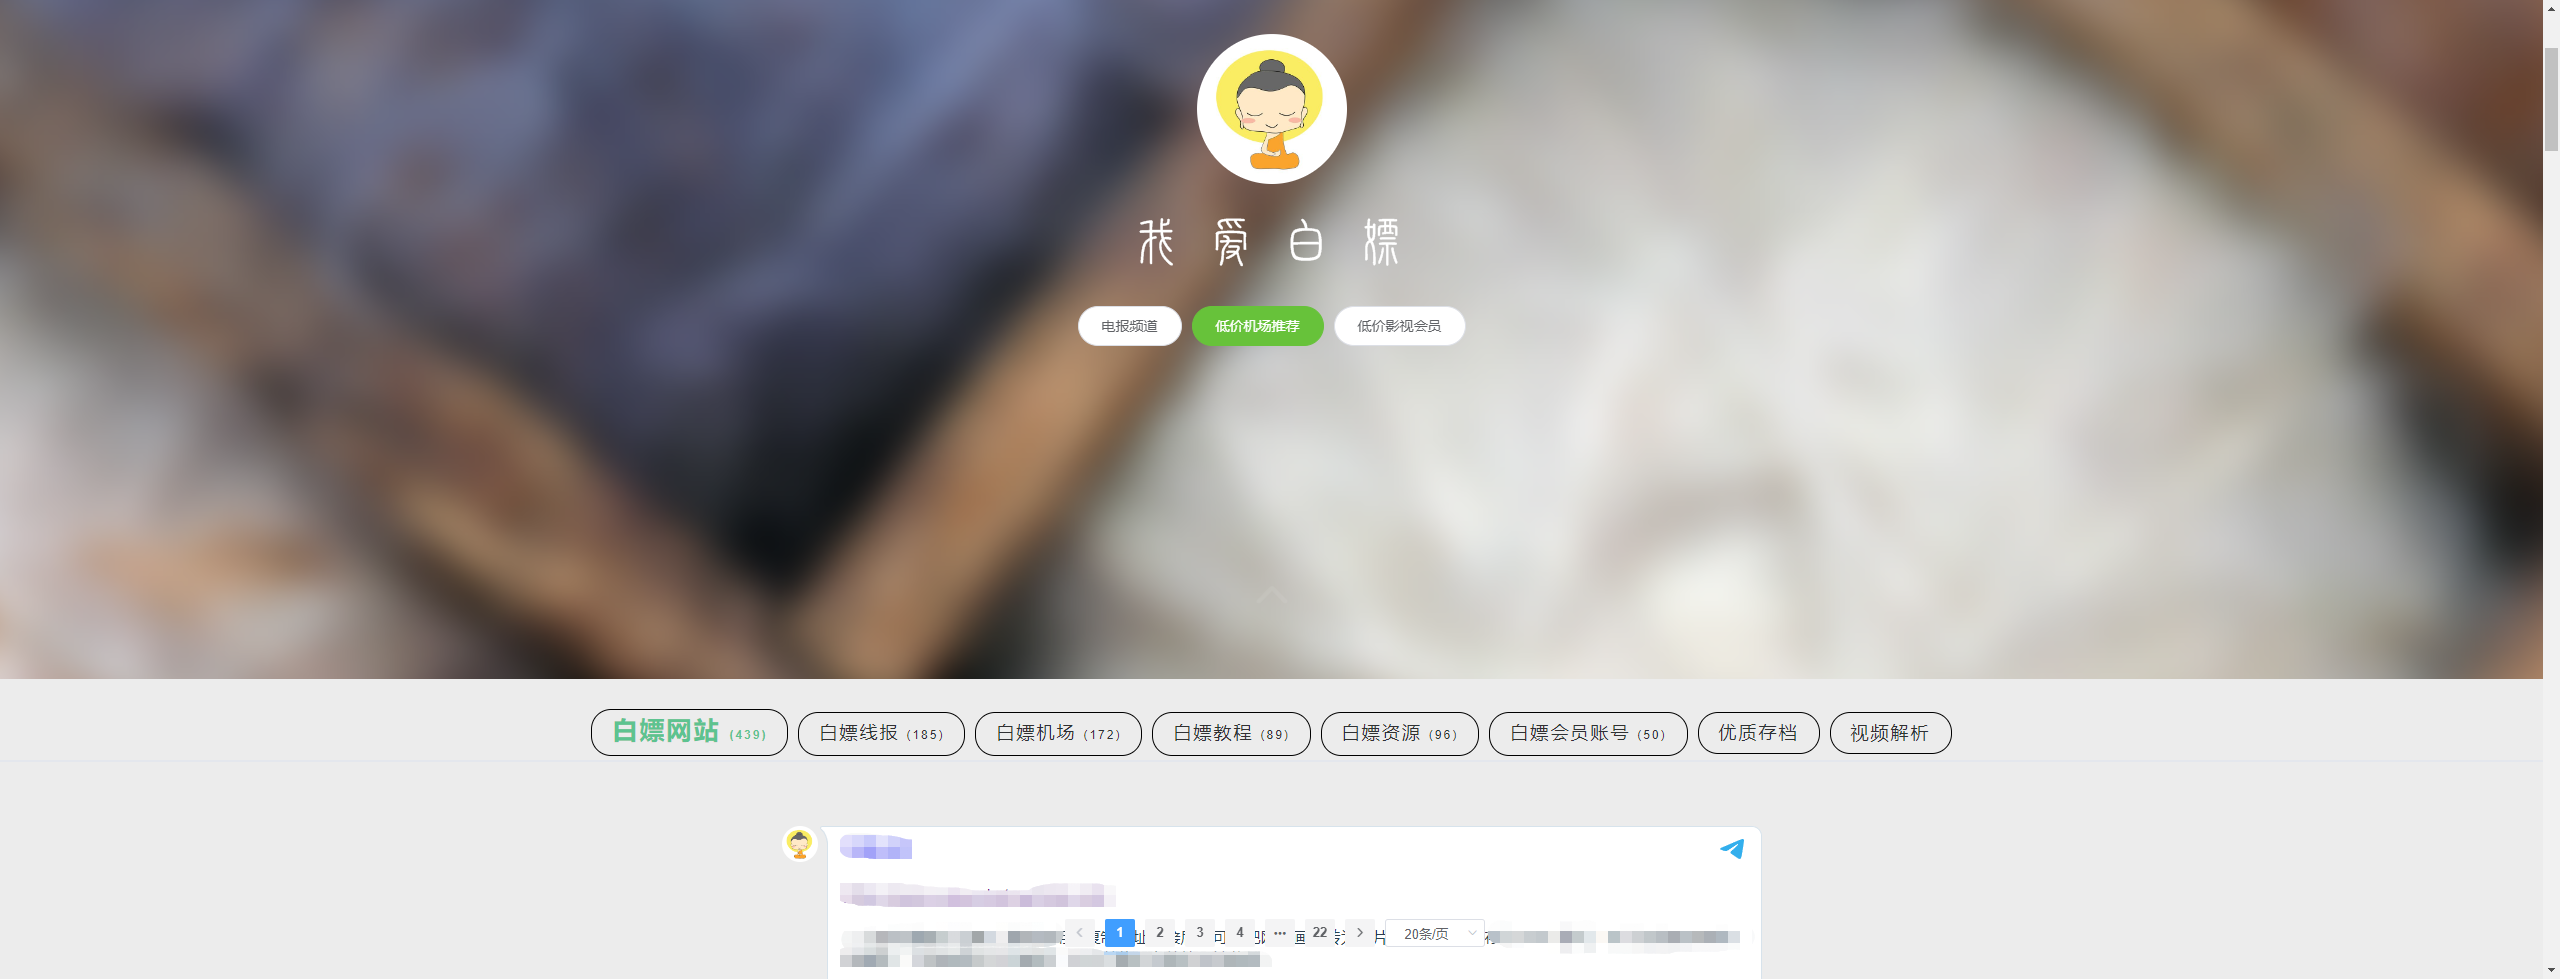 我爱白嫖
电报频道 低价机场推荐 低价影视会员
白嫖网站 (439) 白嫖线报 (185) 白嫖机场 (172) 白嫖教程 (89) 白嫖资源 (96) 白嫖会员账号 (50) 优质存档 视频解析
1 2 3 4 ••• 22 20条/页